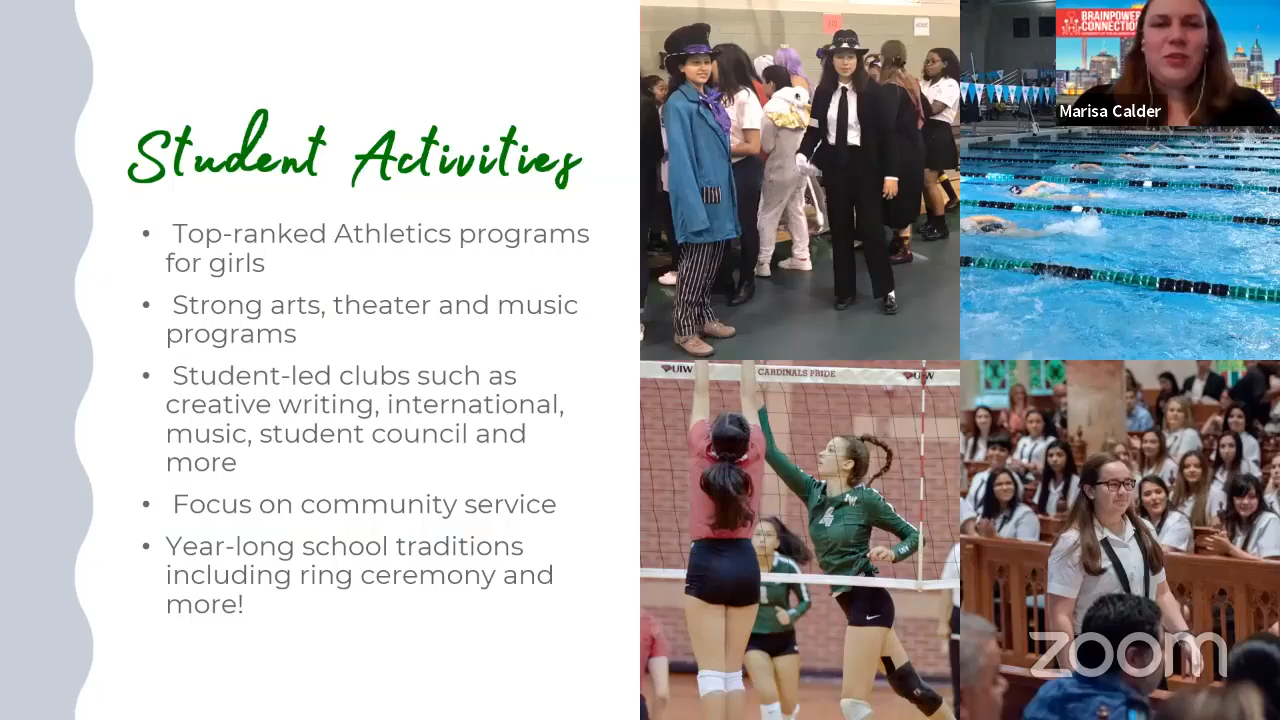 Student Activities
• Top-ranked Athletics programs
for girls
• Strong arts, theater and music
programs
• Student-led clubs such as
creative writing, international,
music, student council and
more
• Focus on community service
• Year-long school traditions
including ring ceremony and
more!
BRAINPOWER
CONNECTION
Marisa Calder
UIW
CARDINALS PRIDE
zoom